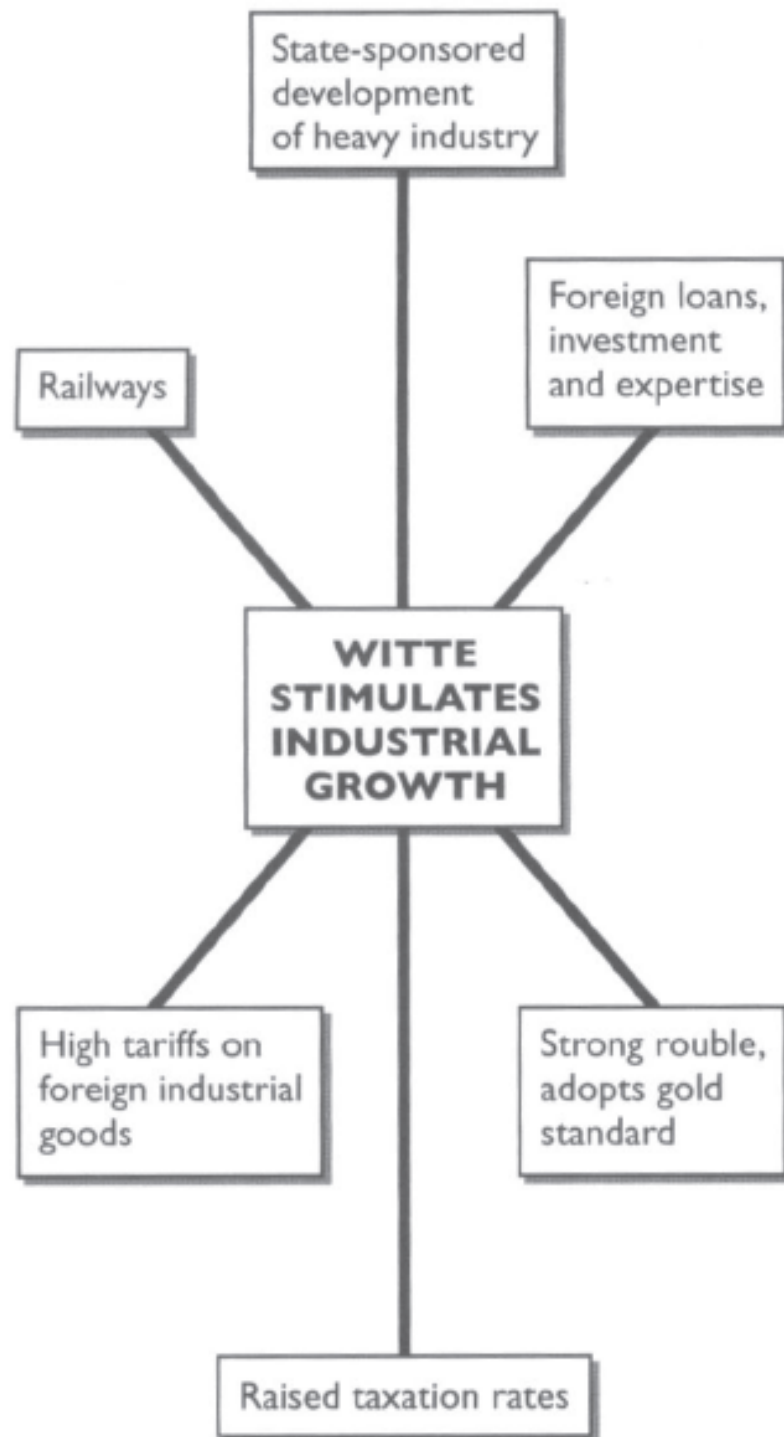 State-sponsored
development
of heavy industry
Foreign loans,
investment
and expertise
Railways
WITTE
STIMULATES
INDUSTRIAL
GROWTH
High tariffs on
foreign industrial
goods
Strong rouble,
adopts gold
standard
Raised taxation rates